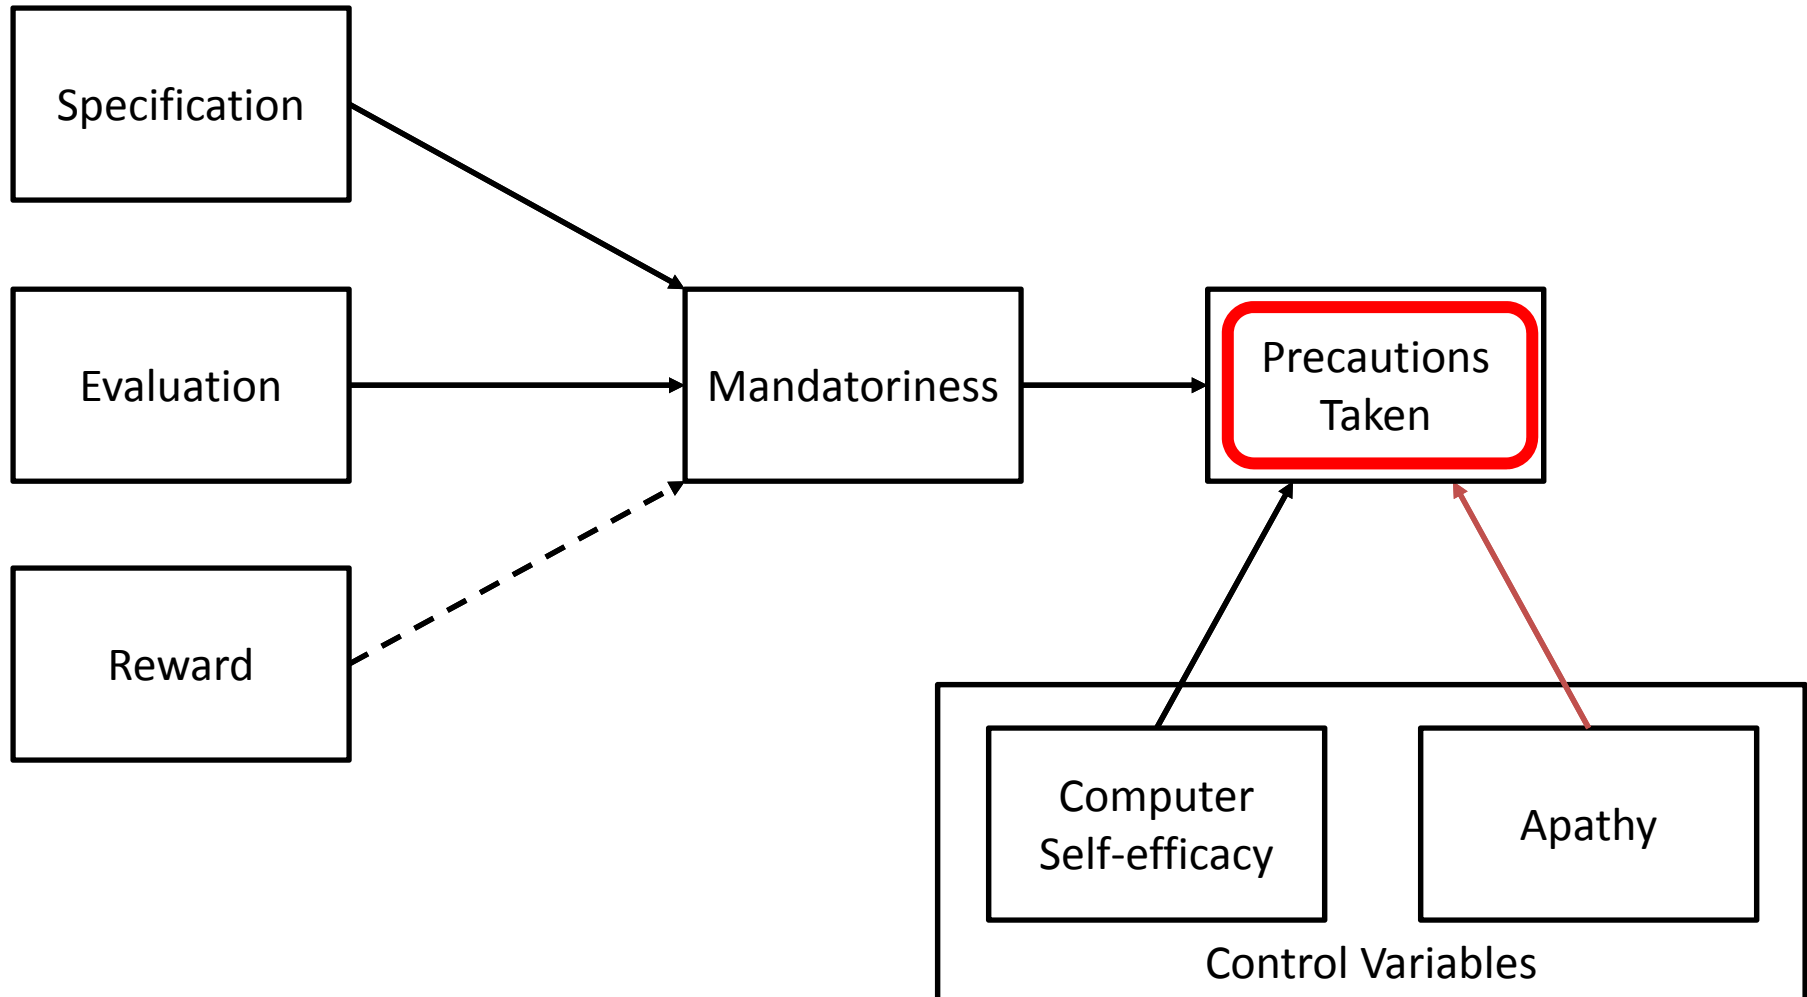 Specification
Evaluation
Mandatoriness
Precautions
Taken
Reward
Computer
Self-efficacy
Apathy
Control Variables